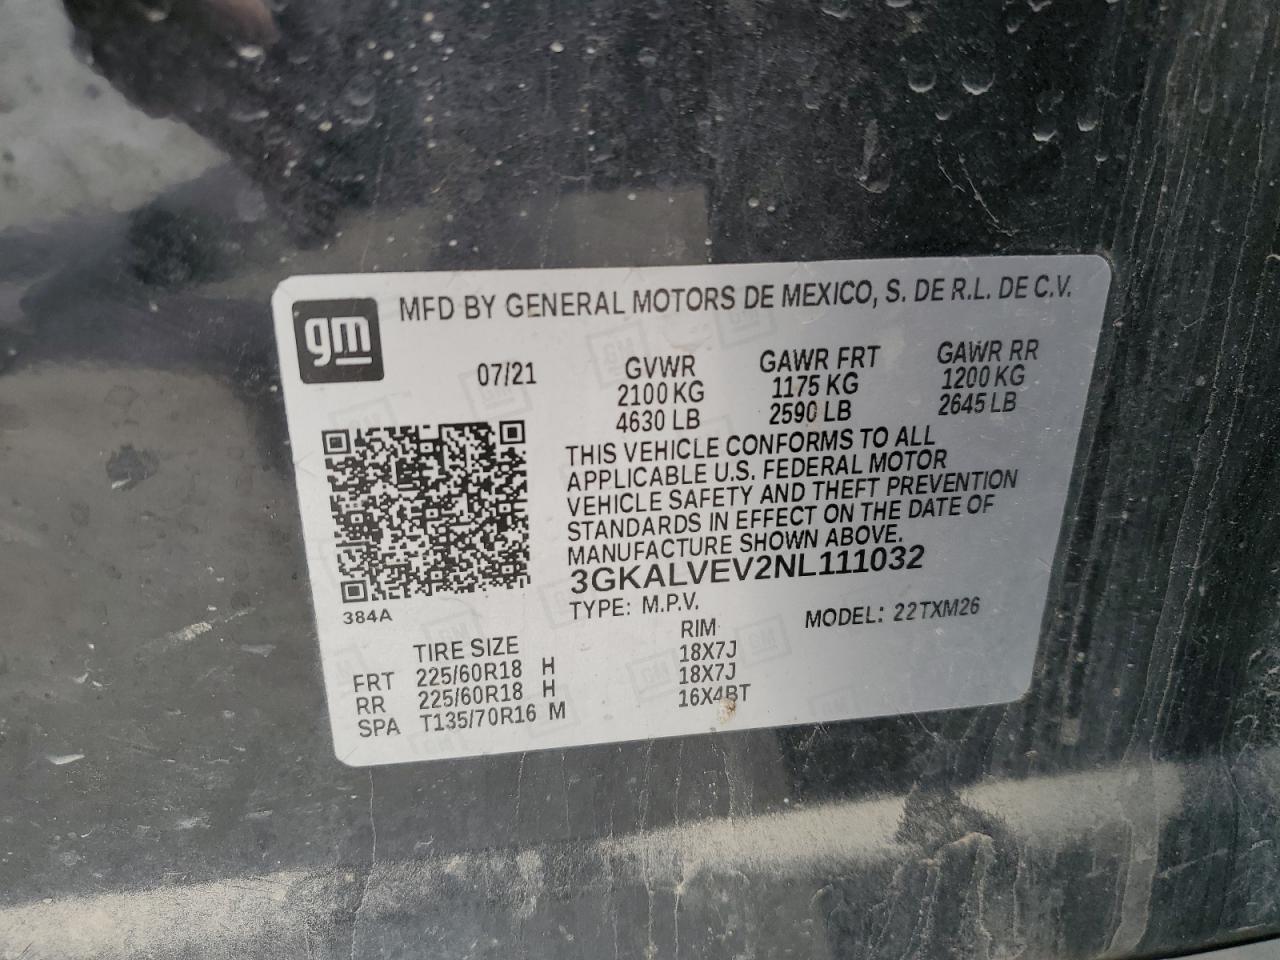 gm
MFD BY GENERAL MOTORS DE MEXICO, S. DE R.L. DE C.V.
07/21
GVWR GAWR FRT GAWR RR
2100 KG 1175 KG 1200 KG
4630 LB 2590 LB 2645 LB
THIS VEHICLE CONFORMS TO ALL
APPLICABLE U.S. FEDERAL MOTOR
VEHICLE SAFETY AND THEFT PREVENTION
STANDARDS IN EFFECT ON THE DATE OF
MANUFACTURE SHOWN ABOVE.
3GKALVEV2NL111032
384A
TYPE: M.P.V. MODEL: 22TXM26
TIRE SIZE RIM
FRT 225/60R18 H 18X7J
RR 225/60R18 H 18X7J
SPA T135/70R16 M 16X4BT